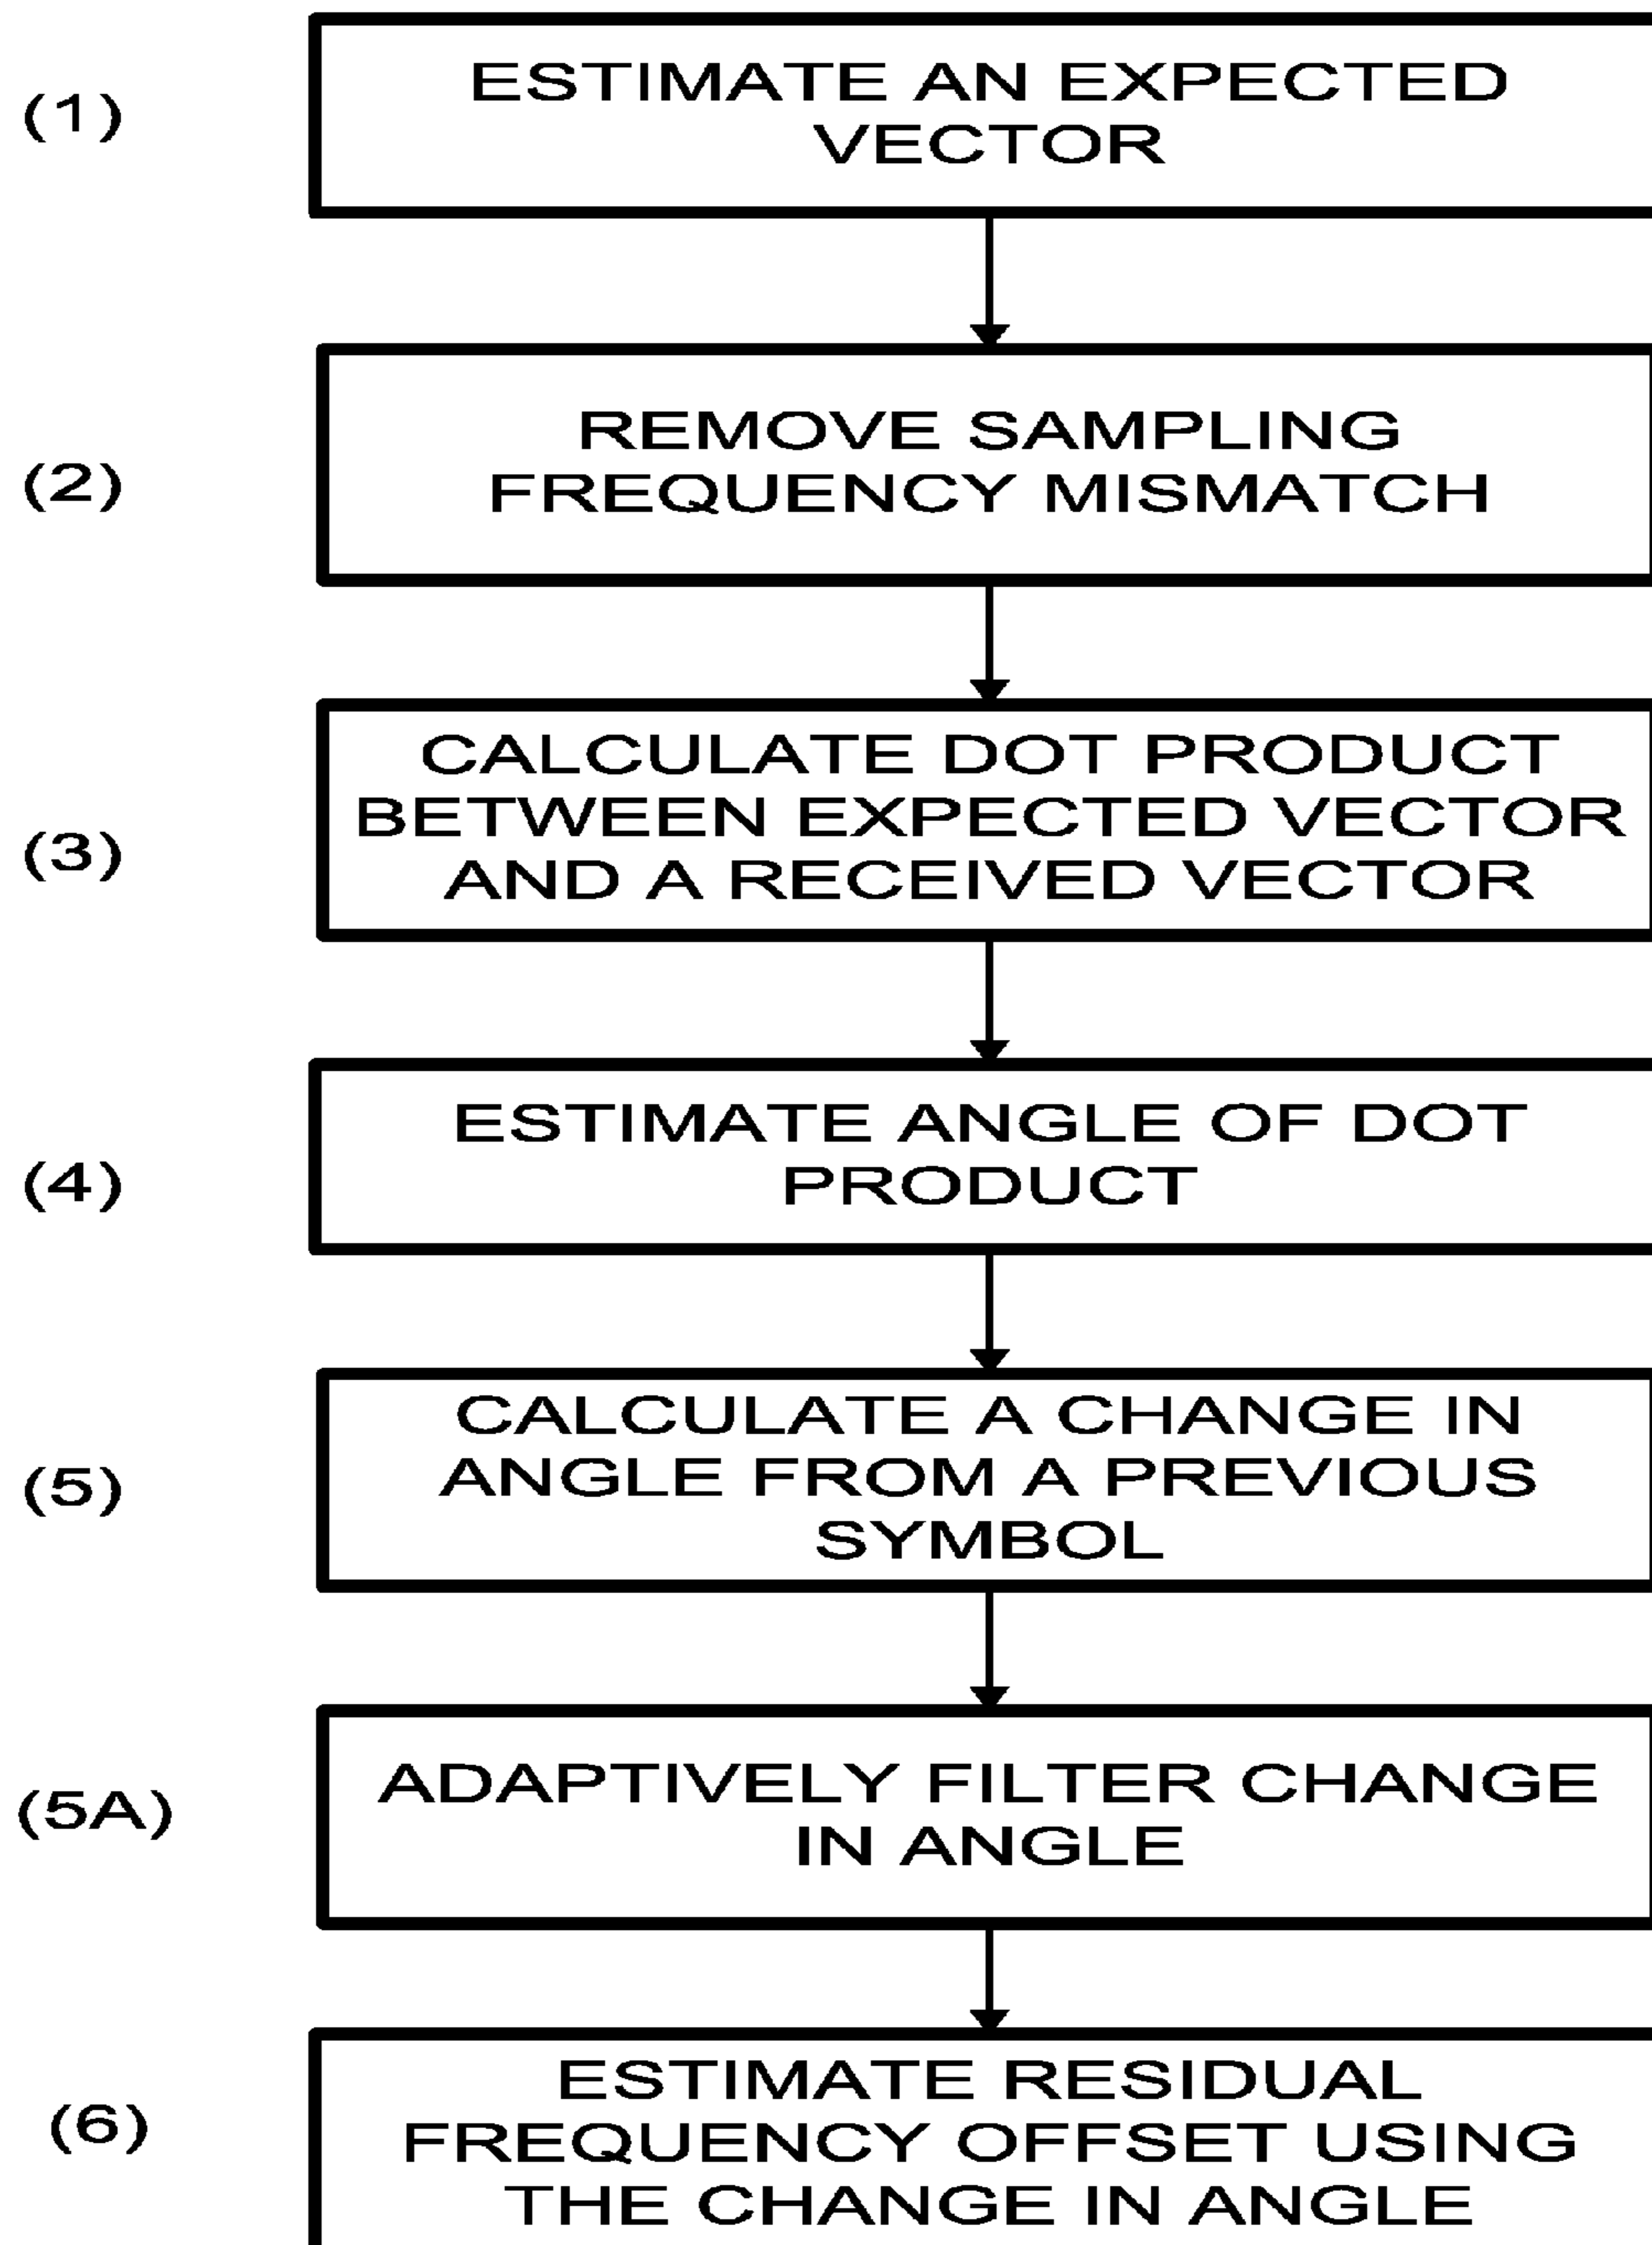 (1)
ESTIMATE AN EXPECTED
VECTOR
(2)
REMOVE SAMPLING
FREQUENCY MISMATCH
(3)
CALCULATE DOT PRODUCT
BETWEEN EXPECTED VECTOR
AND A RECEIVED VECTOR
(4)
ESTIMATE ANGLE OF DOT
PRODUCT
(5)
CALCULATE A CHANGE IN
ANGLE FROM A PREVIOUS
SYMBOL
(5A)
ADAPTIVELY FILTER CHANGE
IN ANGLE
(6)
ESTIMATE RESIDUAL
FREQUENCY OFFSET USING
THE CHANGE IN ANGLE